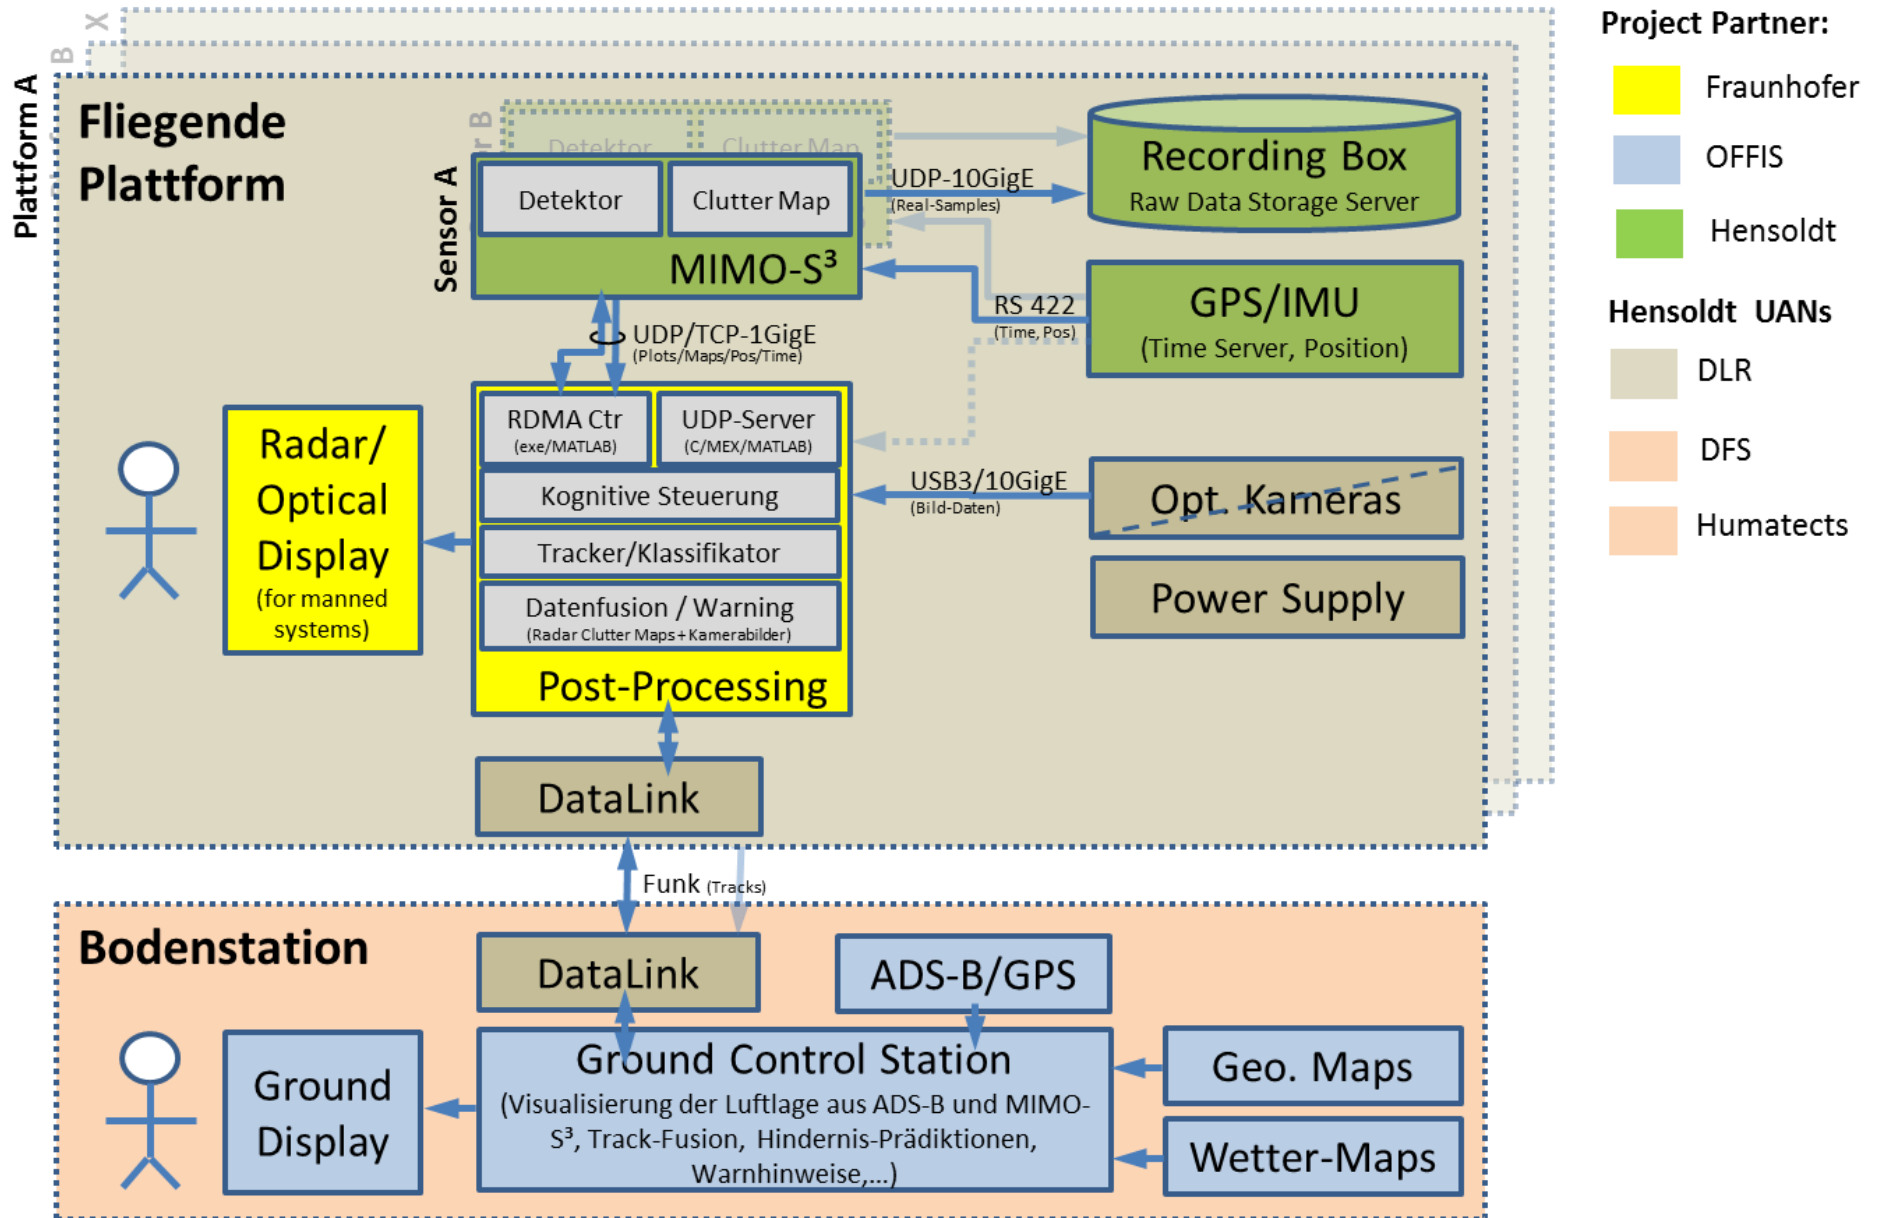 Plattform A
B
X
Fliegende
Plattform
Sensor A
Detektor
Clutter Map
Detektor
Clutter Map
MIMO-S³
UDP-10GigE
(Real-Samples)
Recording Box
Raw Data Storage Server
RS 422
(Time, Pos)
GPS/IMU
(Time Server, Position)
UDP/TCP-1GigE
(Plots/Maps/Pos/Time)
Radar/
Optical
Display
(for manned
systems)
RDMA Ctr
(exe/MATLAB)
UDP-Server
(C/MEX/MATLAB)
Kognitive Steuerung
Tracker/Klassifikator
Datenfusion / Warning
(Radar Clutter Maps+Kamerabilder)
Post-Processing
USB3/10GigE
(Bild-Daten)
Opt. Kameras
Power Supply
DataLink
Funk (Tracks)
Bodenstation
DataLink
ADS-B/GPS
Ground
Display
Ground Control Station
(Visualisierung der Luftlage aus ADS-B und MIMO-
S³, Track-Fusion, Hindernis-Prädiktionen,
Warnhinweise,...)
Geo. Maps
Wetter-Maps
Project Partner:
Fraunhofer
OFFIS
Hensoldt
Hensoldt UANs
DLR
DFS
Humatects